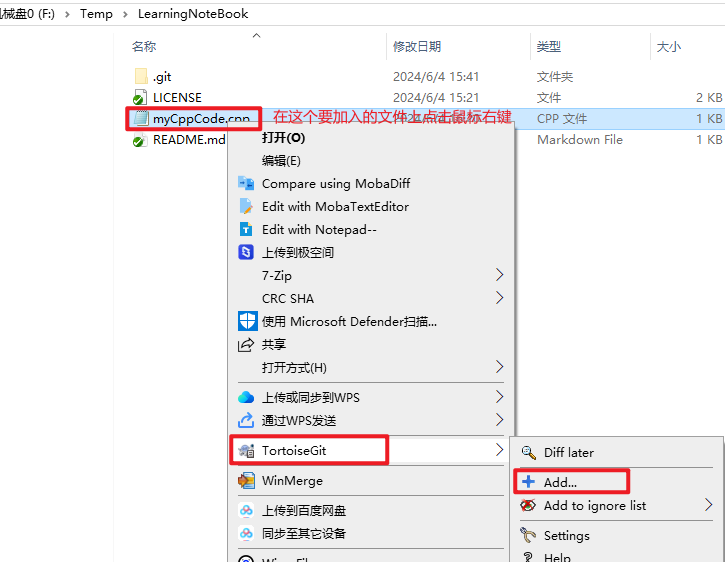 机械盘0 (F:) > Temp > LearningNoteBook
名称 修改日期 类型 大小
.git 2024/6/4 15:41 文件夹
LICENSE 2024/6/4 15:21 文件 2 KB
myCppCode.cpp 在这个要加入的文件上点击鼠标右键 CPP 文件 1 KB
README.md Markdown File 1 KB
打开(O)
编辑(E)
Compare using MobaDiff
Edit with MobaTextEditor
Edit with Notepad--
上传到极空间
7-Zip
CRC SHA
使用 Microsoft Defender扫描...
共享
打开方式(H)
上传或同步到WPS
通过WPS发送
TortoiseGit
Diff later
WinMerge
Add...
Add to ignore list
上传到百度网盘
同步至其它设备
Settings
Help